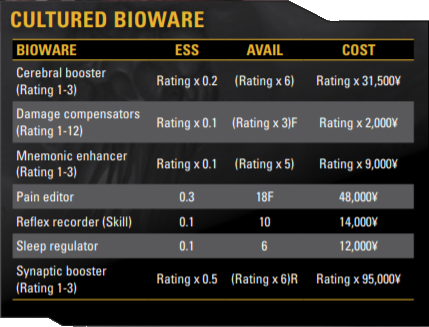 CULTURED BIOWARE
BIOWARE ESS AVAIL COST
Cerebral booster
(Rating 1-3) Rating x 0.2 (Rating x 6) Rating x 31,500¥
Damage compensators
(Rating 1-12) Rating x 0.1 (Rating x 3)F Rating x 2,000¥
Mnemonic enhancer
(Rating 1-3) Rating x 0.1 (Rating x 5) Rating x 9,000¥
Pain editor 0.3 18F 48,000¥
Reflex recorder (Skill) 0.1 10 14,000¥
Sleep regulator 0.1 6 12,000¥
Synaptic booster
(Rating 1-3) Rating x 0.5 (Rating x 6)R Rating x 95,000¥